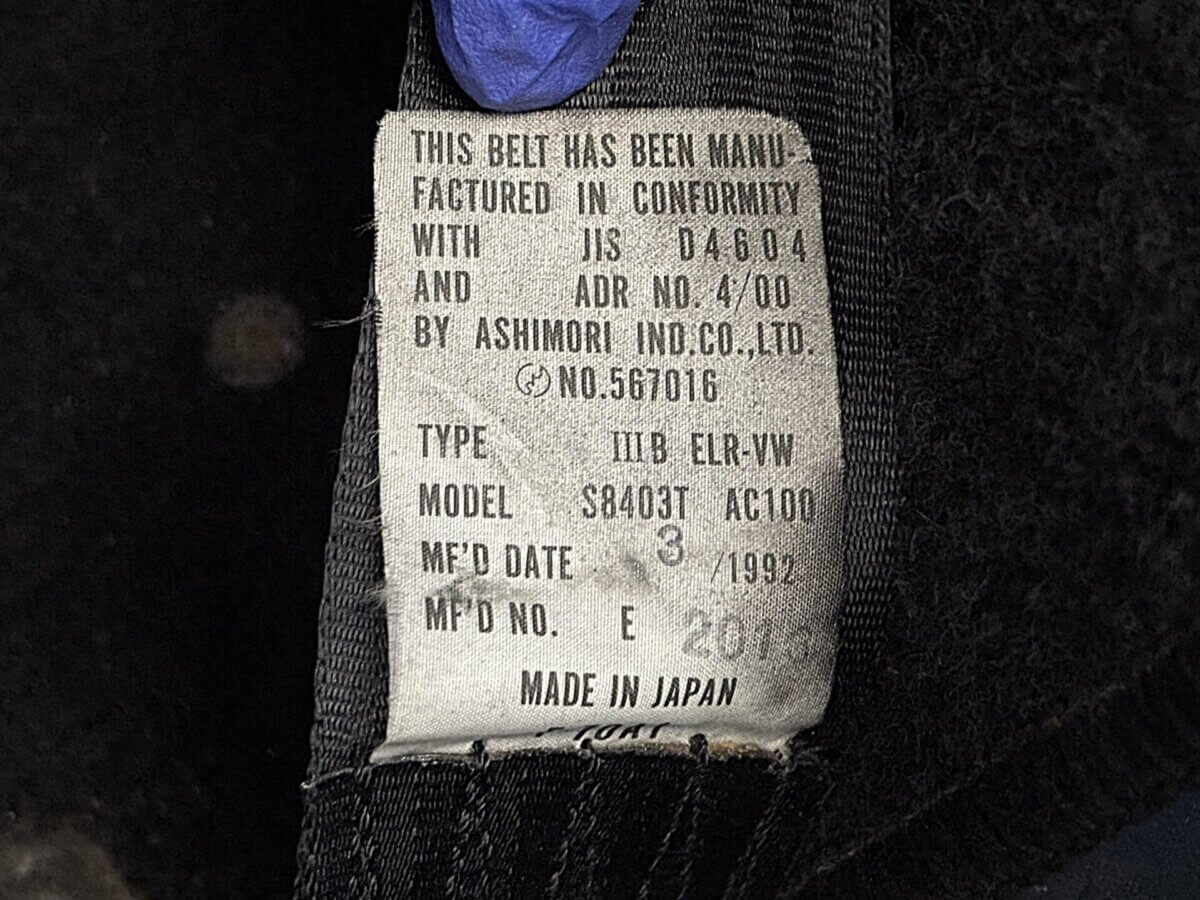 THIS BELT HAS BEEN MANU-
FACTURED IN CONFORMITY
WITH JIS D4604
AND ADR NO. 4/00
BY ASHIMORI IND.CO.,LTD.
NO.567016
TYPE IIIB ELR-VW
MODEL S8403T AC100
MF'D DATE 3 /1992
MF'D NO. E
MADE IN JAPAN